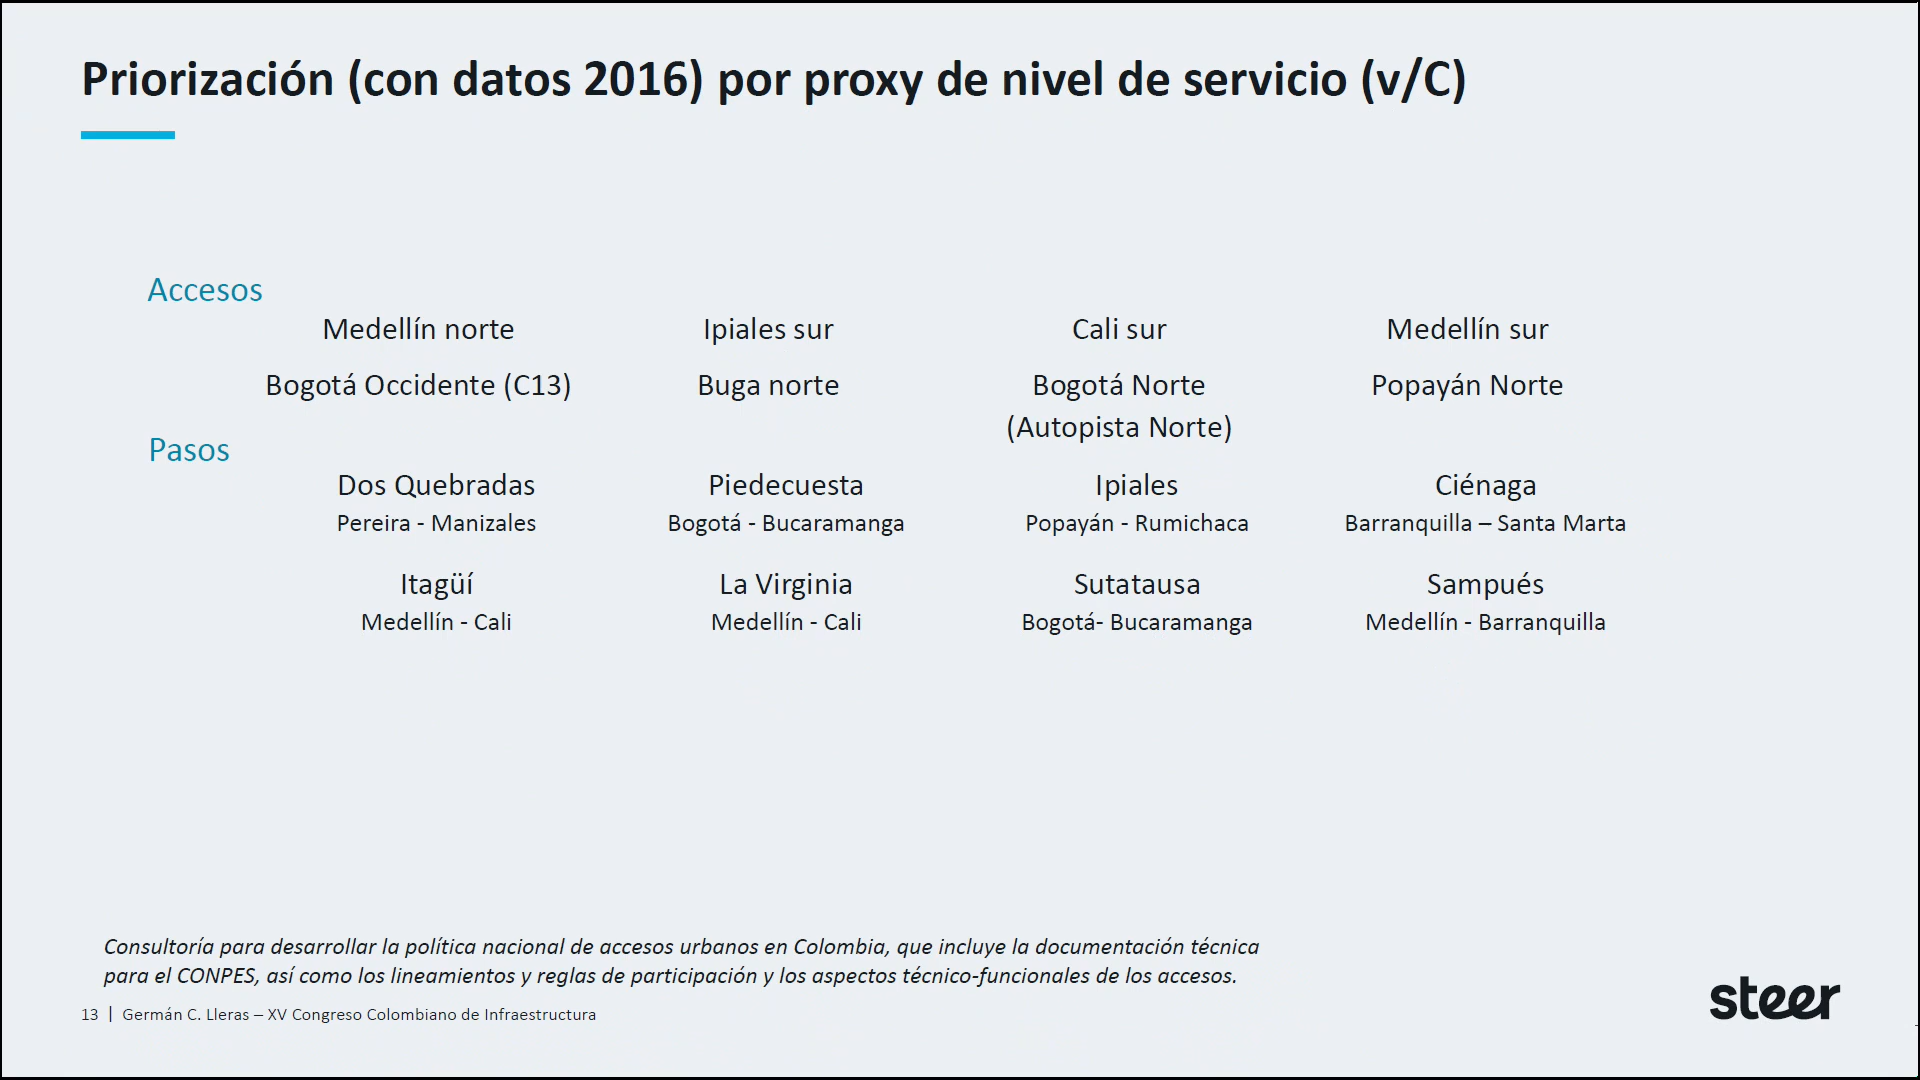 Priorización (con datos 2016) por proxy de nivel de servicio (v/C)
Accesos
Medellín norte
Ipiales sur
Cali sur
Medellín sur
Bogotá Occidente (C13)
Buga norte
Bogotá Norte
(Autopista Norte)
Popayán Norte
Pasos
Dos Quebradas
Pereira - Manizales
Piedecuesta
Bogotá - Bucaramanga
Ipiales
Popayán - Rumichaca
Ciénaga
Barranquilla – Santa Marta
Itagüí
Medellín - Cali
La Virginia
Medellín - Cali
Sutatausa
Bogotá- Bucaramanga
Sampués
Medellín - Barranquilla
Consultoría para desarrollar la política nacional de accesos urbanos en Colombia, que incluye la documentación técnica
para el CONPES, así como los lineamientos y reglas de participación y los aspectos técnico-funcionales de los accesos.
13 | Germán C. Lleras – XV Congreso Colombiano de Infraestructura
steer